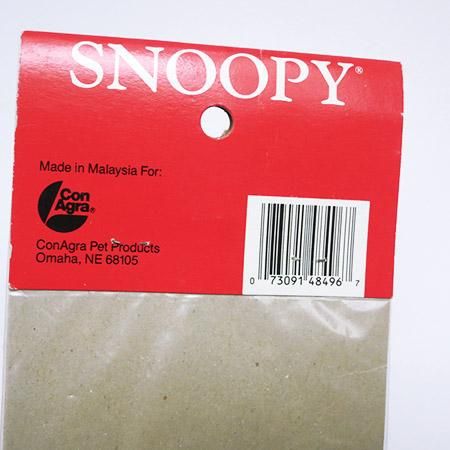 SNOOPY®
Made in Malaysia For:
Con
Agra®
ConAgra Pet Products
Omaha, NE 68105
0 73091 48496 7